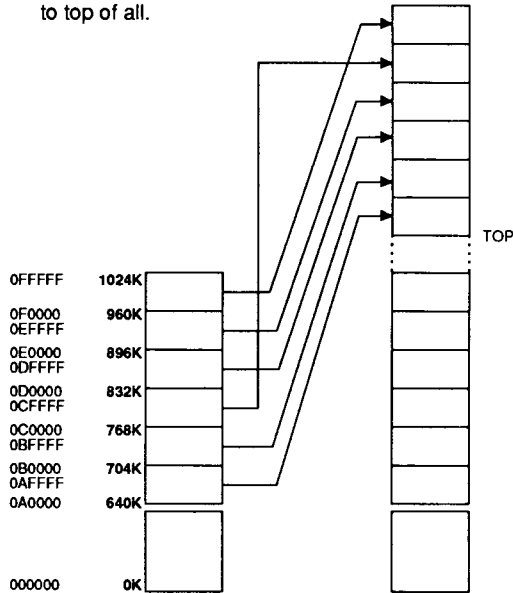 to top of all.
TOP
0FFFFF 1024K
0F0000 960K
0EFFFF
0E0000 896K
0DFFFF
0D0000 832K
0CFFFF
0C0000 768K
0BFFFF
0B0000 704K
0AFFFF
0A0000 640K
000000 0K